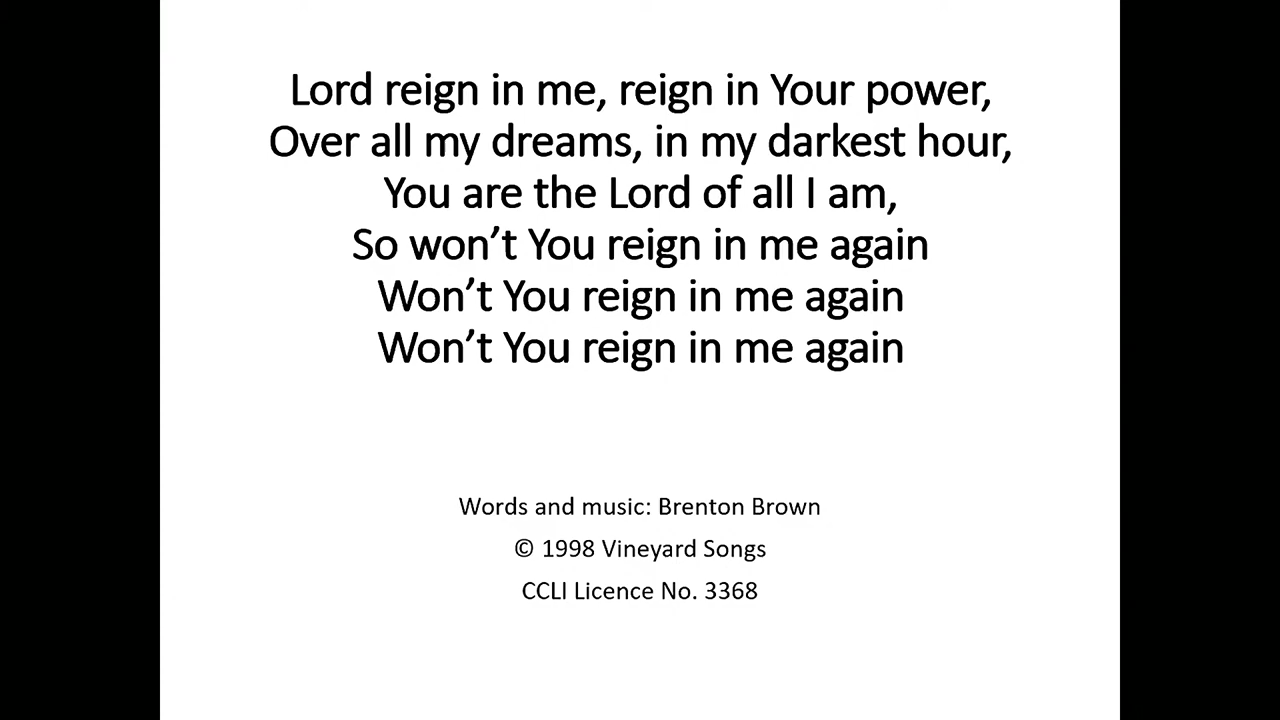 Lord reign in me, reign in Your power,
Over all my dreams, in my darkest hour,
You are the Lord of all I am,
So won’t You reign in me again
Won’t You reign in me again
Won’t You reign in me again
Words and music: Brenton Brown
© 1998 Vineyard Songs
CCLI Licence No. 3368